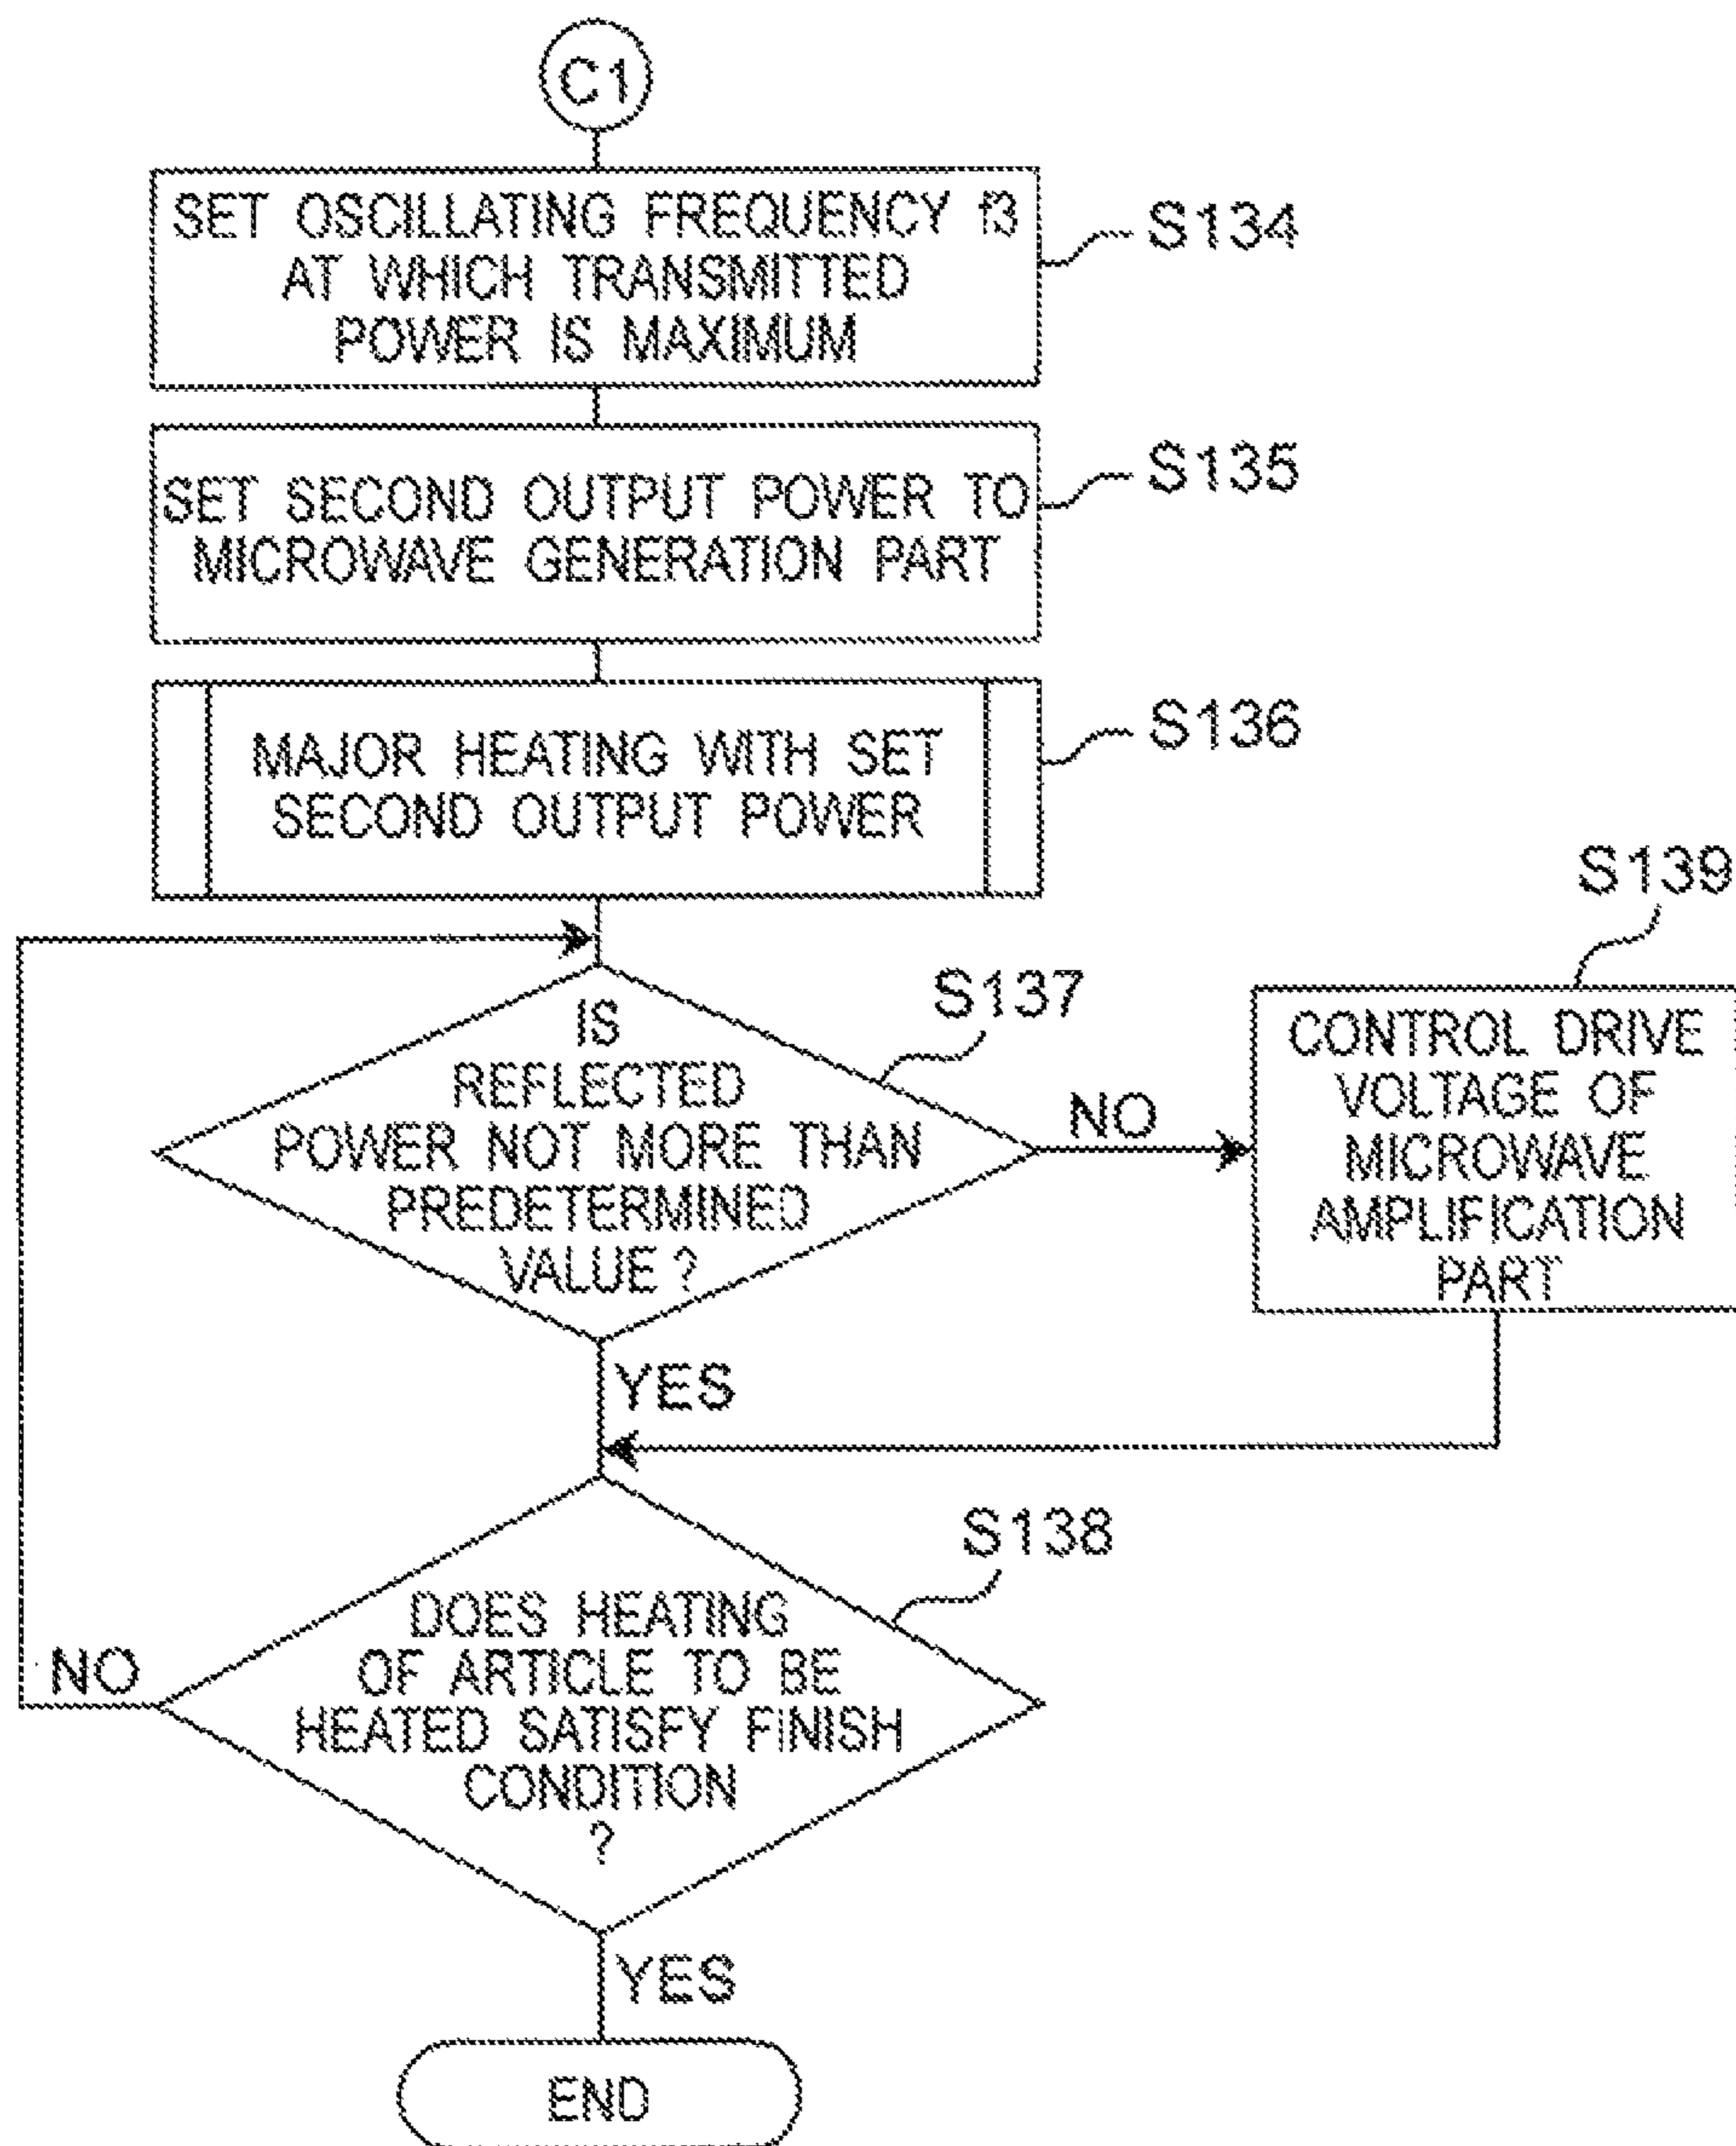 C1
SET OSCILLATING FREQUENCY f3
AT WHICH TRANSMITTED
POWER IS MAXIMUM
S134
SET SECOND OUTPUT POWER TO
MICROWAVE GENERATION PART
S135
MAJOR HEATING WITH SET
SECOND OUTPUT POWER
S136
IS
REFLECTED
POWER NOT MORE THAN
PREDETERMINED
VALUE?
S137
NO
YES
S139
CONTROL DRIVE
VOLTAGE OF
MICROWAVE
AMPLIFICATION
PART
DOES HEATING
OF ARTICLE TO BE
HEATED SATISFY FINISH
CONDITION
?
S138
NO
YES
END